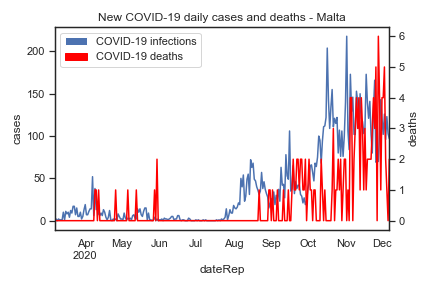 New COVID-19 daily cases and deaths - Malta
COVID-19 infections
COVID-19 deaths
200
150
100
50
0
cases
6
5
4
3
2
1
0
deaths
Apr May Jun Jul Aug Sep Oct Nov Dec
2020
dateRep